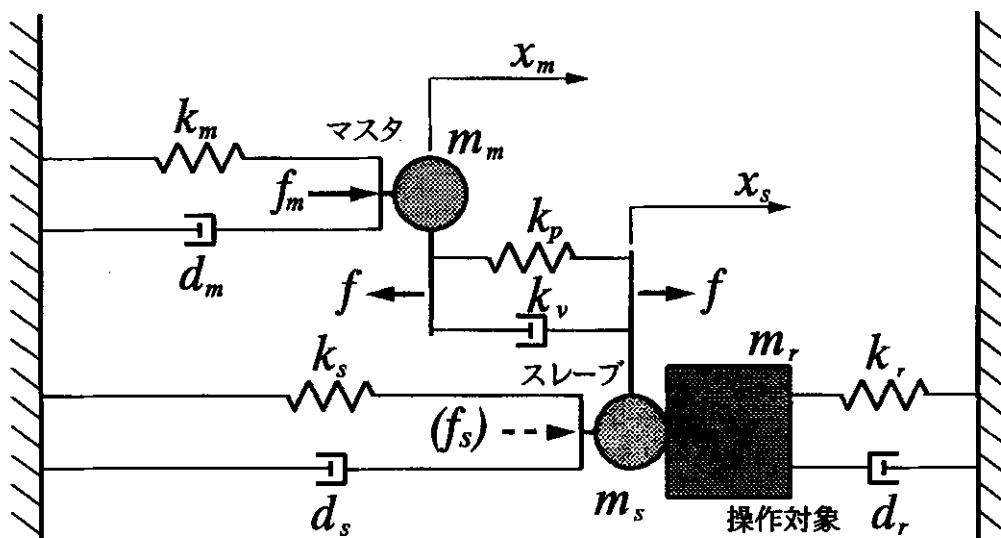 x_m
k_m
マスタ
m_m
f_m
x_s
d_m
k_p
f
k_v
f
k_s
スレーブ
m_r
k_r
(f_s)
d_s
m_s
操作対象
d_r